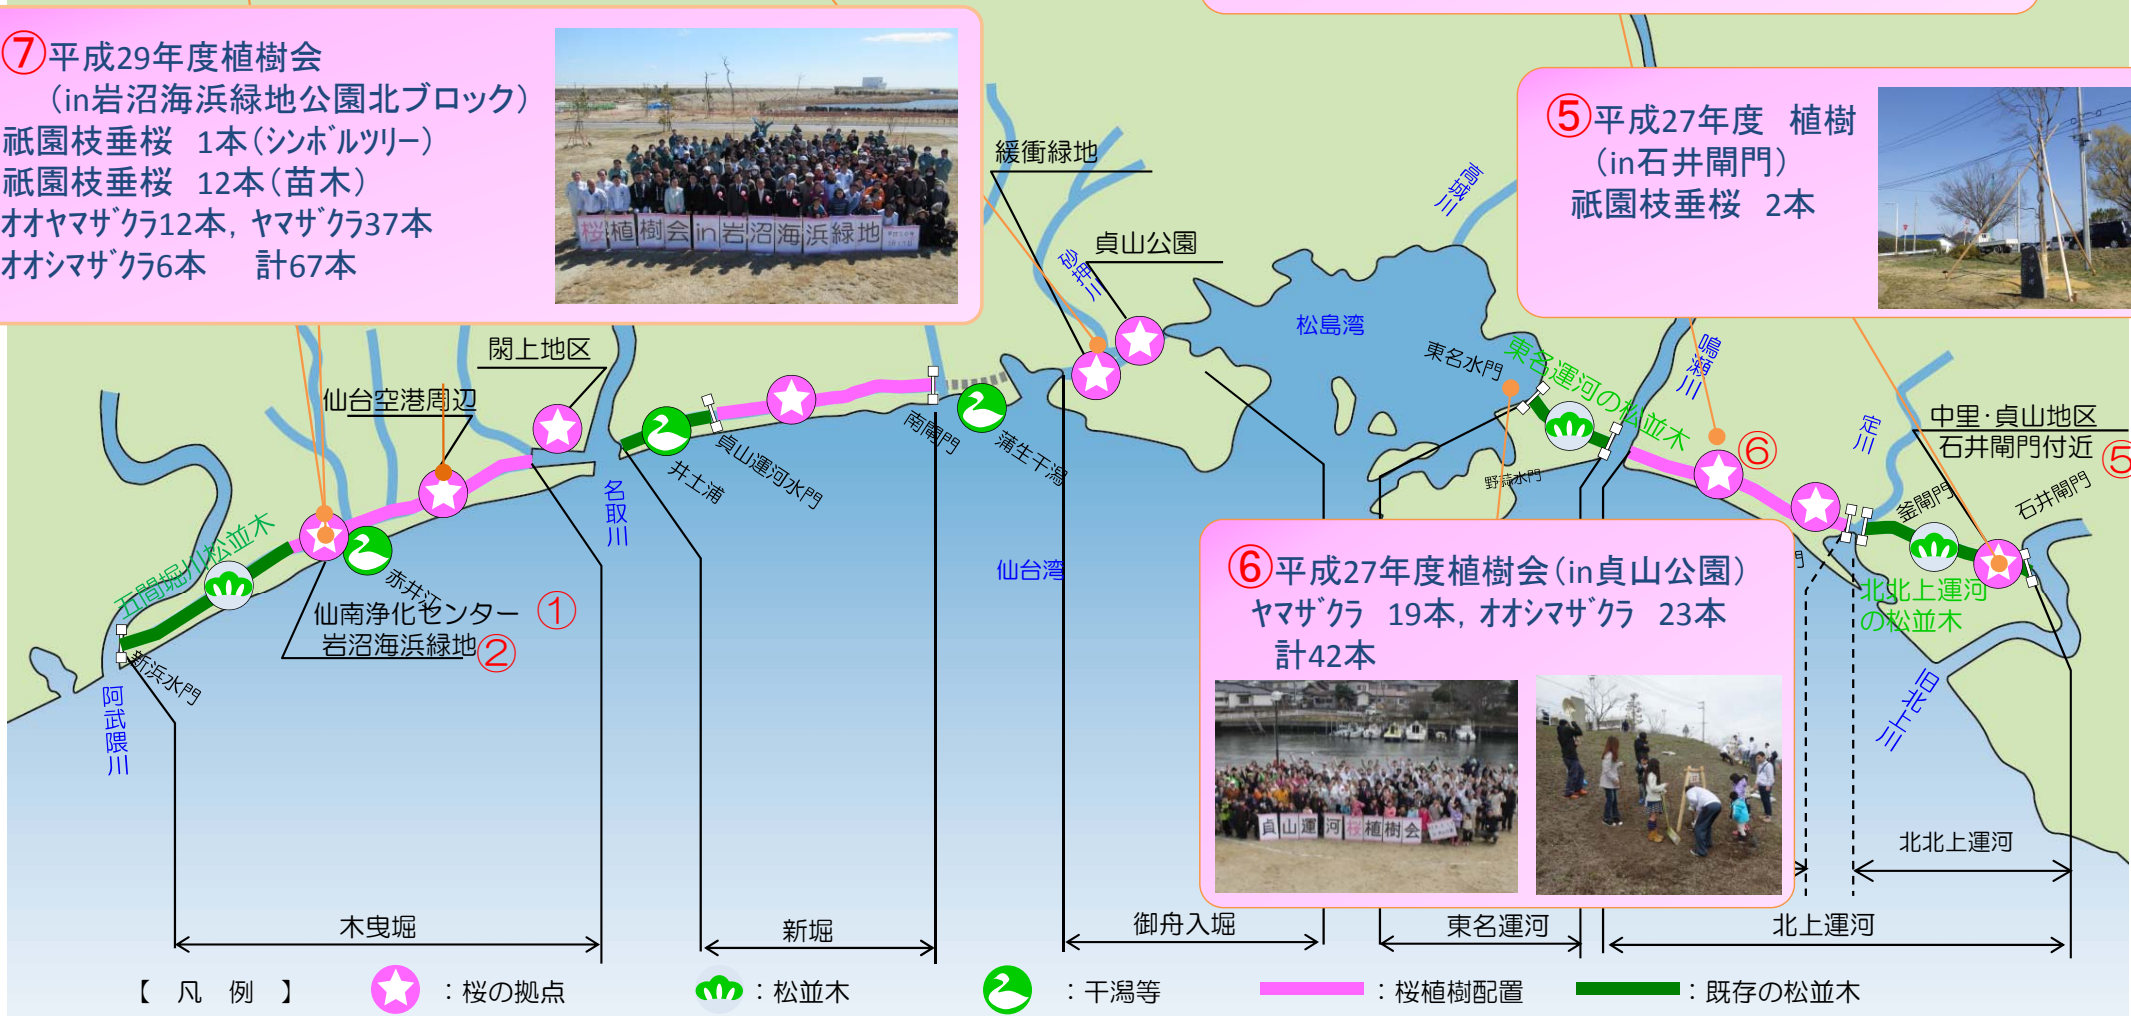 ⑦平成29年度植樹会
（in岩沼海浜緑地公園北ブロック）
祇園枝垂桜 1本（シンボルツリー）
祇園枝垂桜 12本（苗木）
オオヤマザクラ12本，ヤマザクラ37本
オオシマザクラ6本 計67本
桜植樹会in岩沼海浜緑地
⑤平成27年度 植樹
（in石井閘門）
祇園枝垂桜 2本
緩衝緑地
貞山公園
砂押川
高城川
松島湾
東名水門
東名運河の松並木
鳴瀬川
野蒜水門
定川
中里・貞山地区
石井閘門付近
⑤
⑥
釜閘門
石井閘門
北北上運河
の松並木
旧北上川
閖上地区
仙台空港周辺
南閘門
蒲生干潟
貞山運河水門
井土浦
名取川
仙台湾
五間堀川松並木
赤井江
仙南浄化センター ①
岩沼海浜緑地 ②
新浜水門
阿武隈川
門
⑥平成27年度植樹会（in貞山公園）
ヤマザクラ 19本，オオシマザクラ 23本
計42本
貞山運河桜植樹会
北北上運河
木曳堀
新堀
御舟入堀
東名運河
北上運河
【 凡 例 】
：桜の拠点
：松並木
：干潟等
：桜植樹配置
：既存の松並木